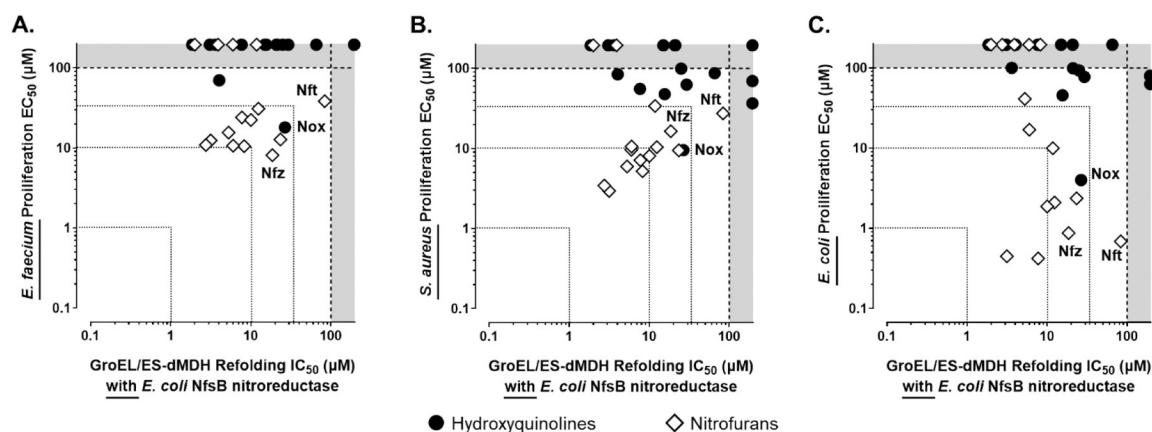 A.
E. faecium Proliferation EC50 (μM)
100
10
1
0.1
0.1 1 10 100
Nft
Nox
Nfz
GroEL/ES-dMDH Refolding IC50 (μM)
with E. coli NfsB nitroreductase
B.
S. aureus Proliferation EC50 (μM)
100
10
1
0.1
0.1 1 10 100
Nft
Nfz
Nox
GroEL/ES-dMDH Refolding IC50 (μM)
with E. coli NfsB nitroreductase
C.
E. coli Proliferation EC50 (μM)
100
10
1
0.1
0.1 1 10 100
Nox
Nfz
Nft
GroEL/ES-dMDH Refolding IC50 (μM)
with E. coli NfsB nitroreductase
Hydroxyquinolines Nitrofurans